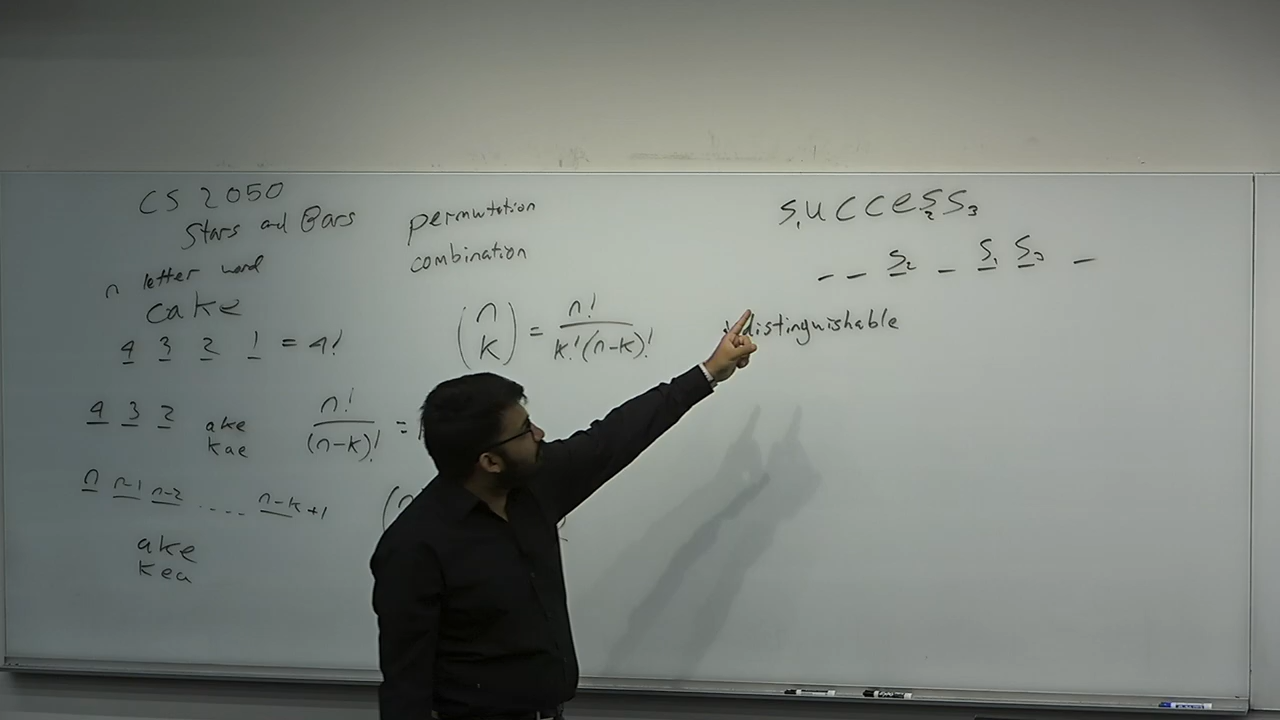 CS 2050
Stars and Bars
n letter word
cake
4 3 2 1 = 4!
4 3 2
ake
kae
n n-1 n-2 ..... n-k+1
ake
kea
permutation
combination
(n k) = n! / k!(n-k)!
n! / (n-k)! =
(n
S₁UCCeS₂S₃
_ _ S₂ _ S₁ S₃ _
distinguishable